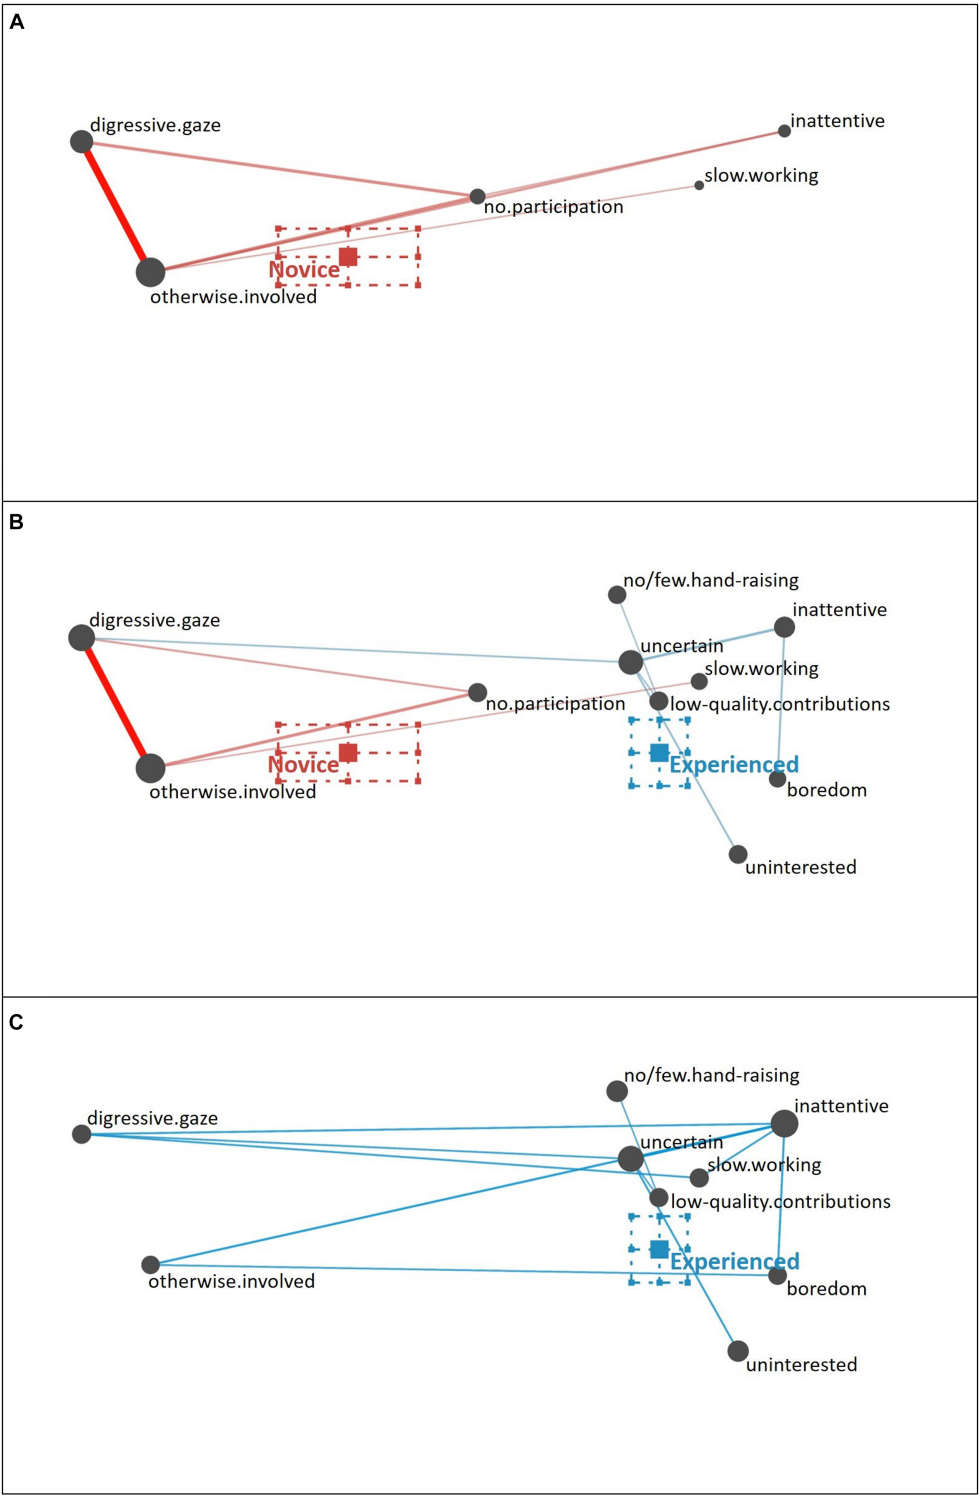 A
digressive.gaze
inattentive
slow.working
no.participation
Novice
otherwise.involved
B
no/few.hand-raising
inattentive
digressive.gaze
uncertain
slow.working
no.participation
low-quality.contributions
Novice
Experienced
otherwise.involved
boredom
uninterested
C
no/few.hand-raising
inattentive
digressive.gaze
uncertain
slow.working
low-quality.contributions
Experienced
otherwise.involved
boredom
uninterested